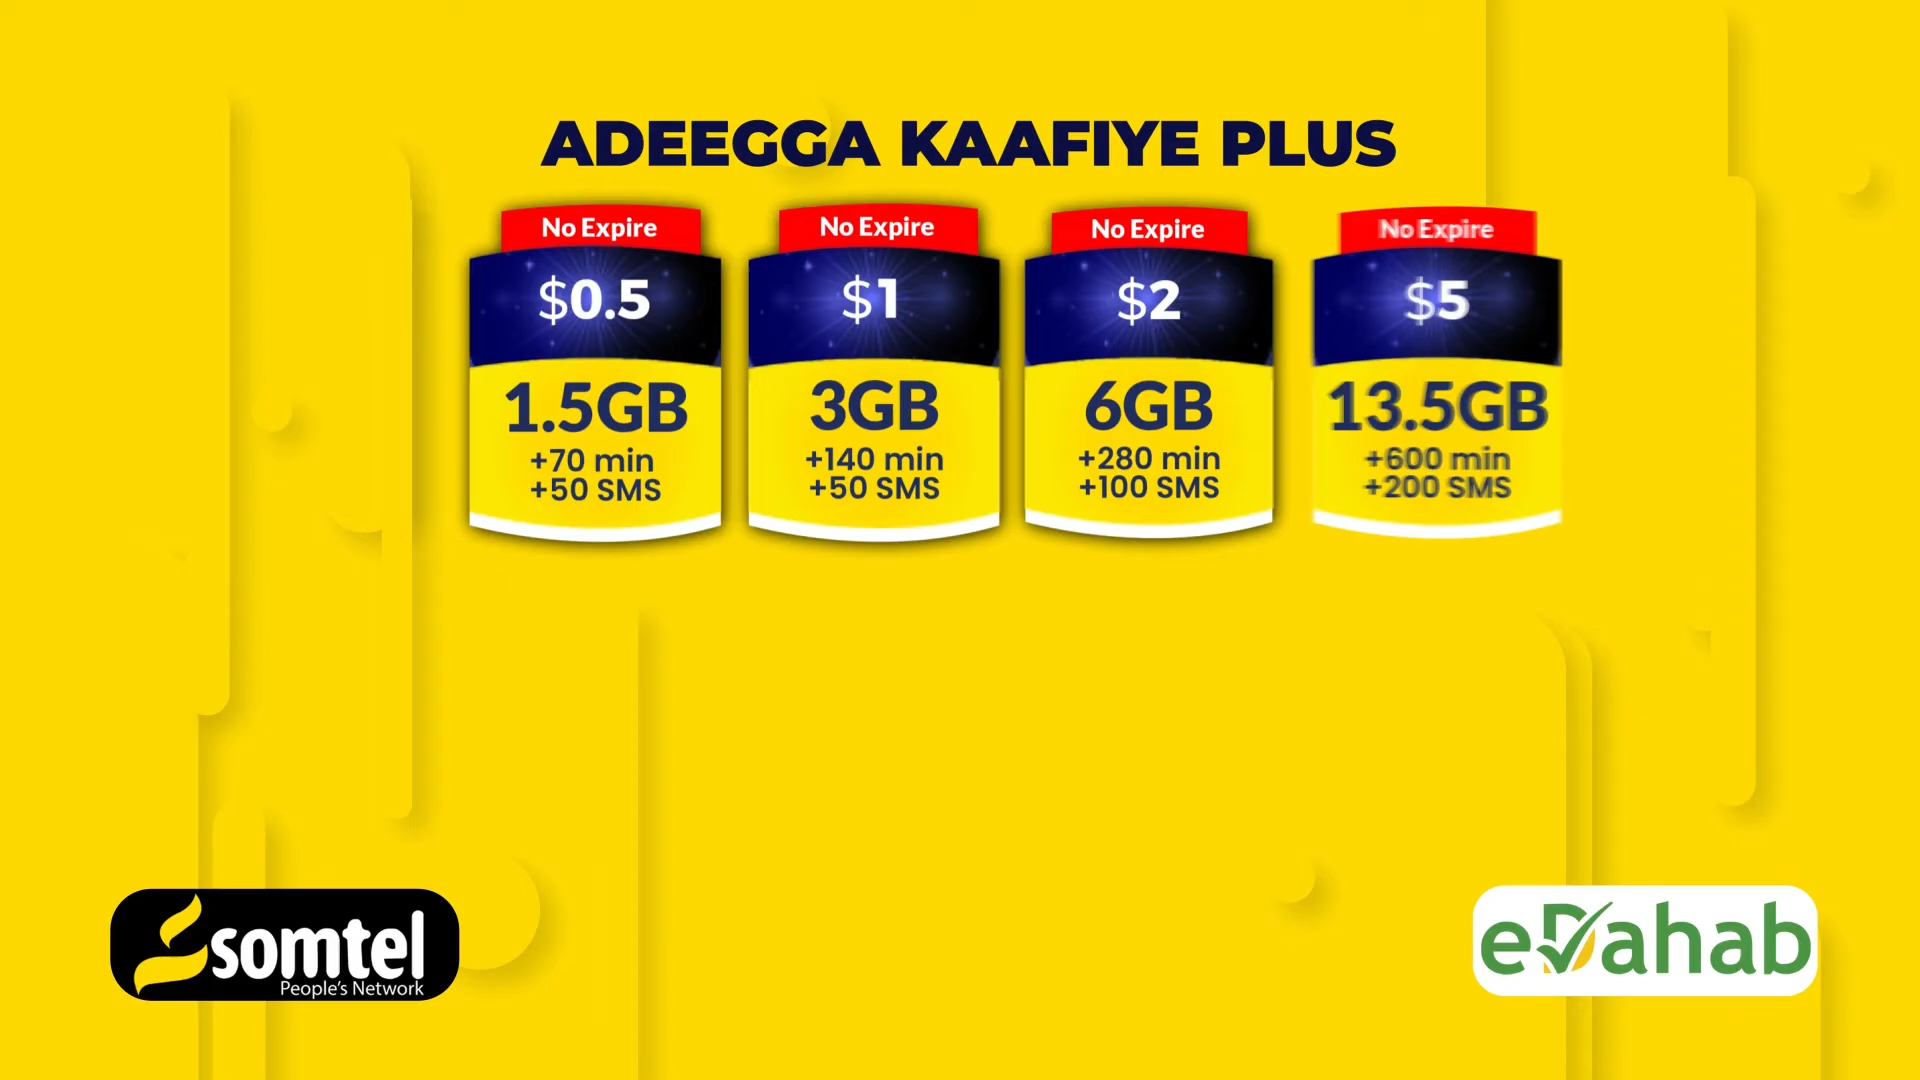 ADEEGGA KAAFIYE PLUS
No Expire
$0.5
1.5GB
+70 min
+50 SMS
No Expire
$1
3GB
+140 min
+50 SMS
No Expire
$2
6GB
+280 min
+100 SMS
No Expire
$5
13.5GB
+600 min
+200 SMS
somtel
People's Network
eDahab